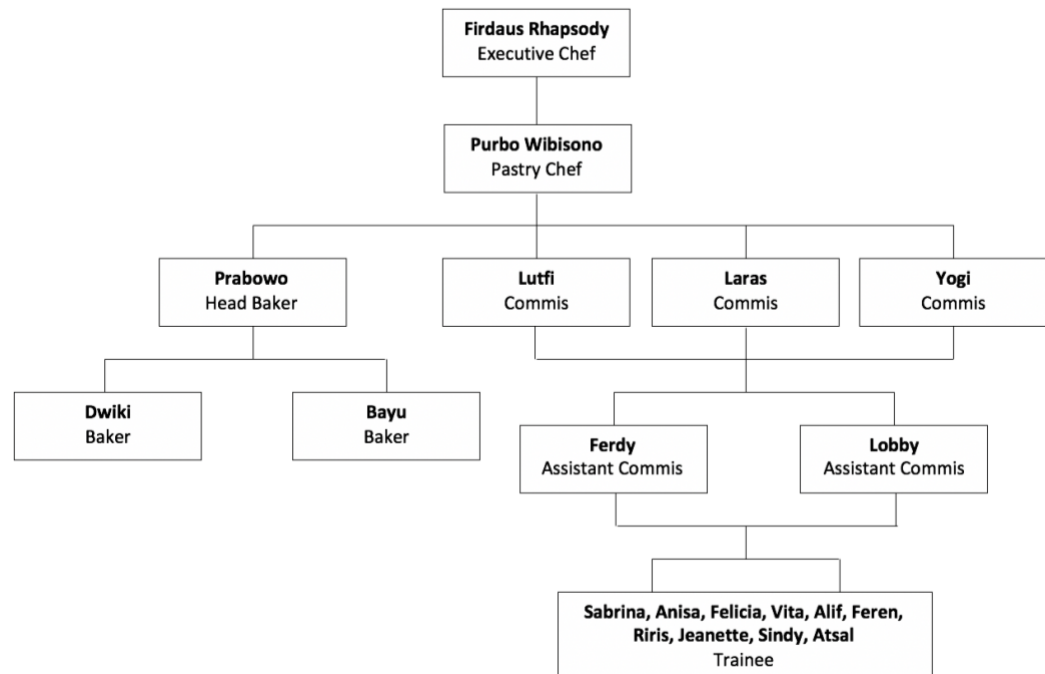 Firdaus Rhapsody
Executive Chef
Purbo Wibisono
Pastry Chef
Prabowo
Head Baker
Lutfi
Commis
Laras
Commis
Yogi
Commis
Dwiki
Baker
Bayu
Baker
Ferdy
Assistant Commis
Lobby
Assistant Commis
Sabrina, Anisa, Felicia, Vita, Alif, Feren,
Riris, Jeanette, Sindy, Atsal
Trainee